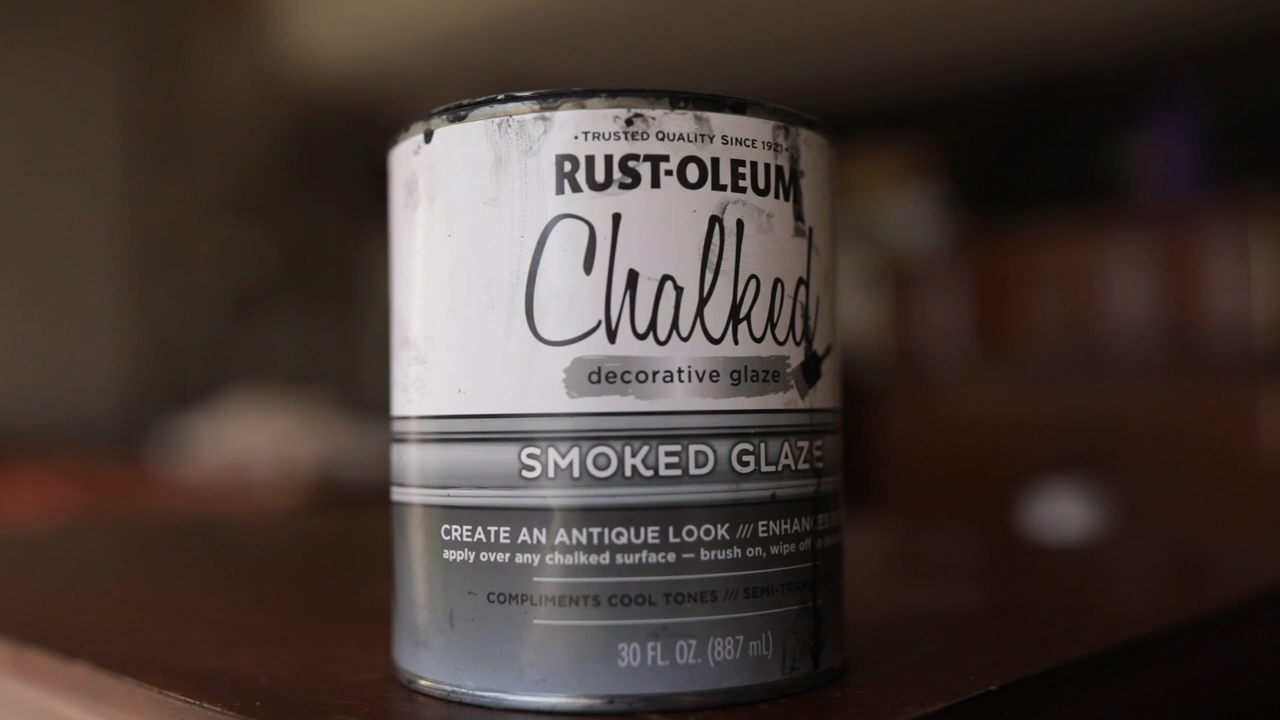 •TRUSTED QUALITY SINCE 1921•
RUST-OLEUM
Chalked
decorative glaze
SMOKED GLAZE
CREATE AN ANTIQUE LOOK /// ENHANCES
apply over any chalked surface — brush on, wipe off
COMPLIMENTS COOL TONES /// SEMI-TRANS
30 FL. OZ. (887 mL)